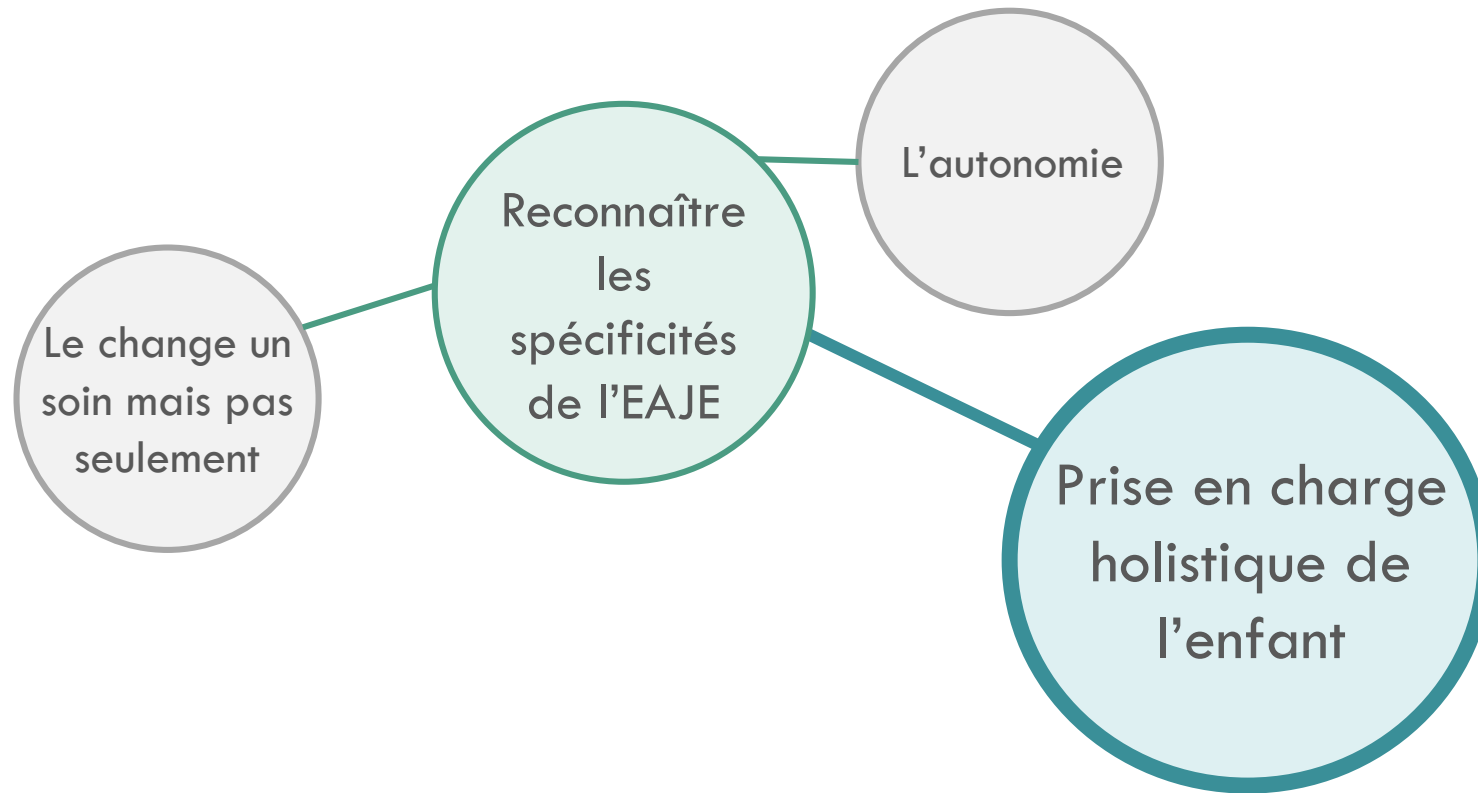 L’autonomie
Reconnaître
les
spécificités
de l’EAJE
Le change un
soin mais pas
seulement
Prise en charge
holistique de
l’enfant